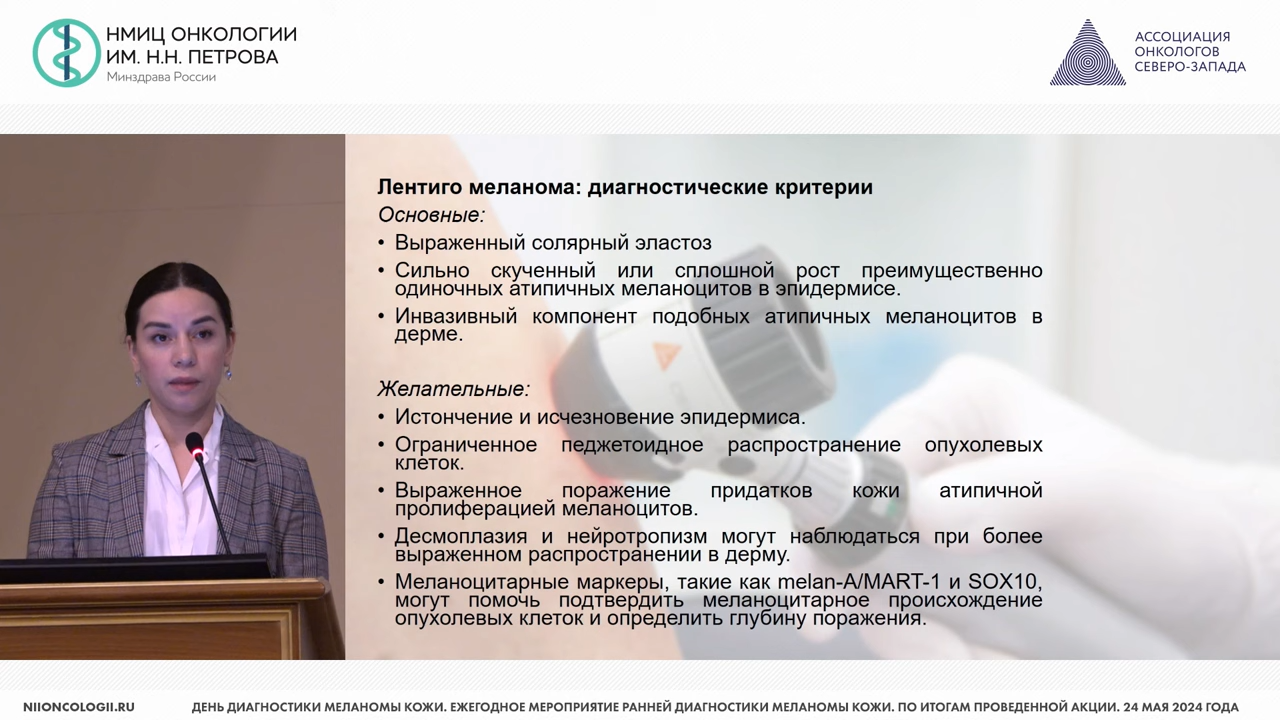 НМИЦ ОНКОЛОГИИ
ИМ. Н.Н. ПЕТРОВА
Минздрава России
АССОЦИАЦИЯ
ОНКОЛОГОВ
СЕВЕРО-ЗАПАДА
Лентиго меланома: диагностические критерии
Основные:
• Выраженный солярный эластоз
• Сильно скученный или сплошной рост преимущественно
одиночных атипичных меланоцитов в эпидермисе.
• Инвазивный компонент подобных атипичных меланоцитов в
дерме.
Желательные:
• Истончение и исчезновение эпидермиса.
• Ограниченное педжетоидное распространение опухолевых
клеток.
• Выраженное поражение придатков кожи атипичной
пролиферацией меланоцитов.
• Десмоплазия и нейротропизм могут наблюдаться при более
выраженном распространении в дерму.
• Меланоцитарные маркеры, такие как melan-A/MART-1 и SOX10,
могут помочь подтвердить меланоцитарное происхождение
опухолевых клеток и определить глубину поражения.
NIIONCOLOGII.RU
ДЕНЬ ДИАГНОСТИКИ МЕЛАНОМЫ КОЖИ. ЕЖЕГОДНОЕ МЕРОПРИЯТИЕ РАННЕЙ ДИАГНОСТИКИ МЕЛАНОМЫ КОЖИ. ПО ИТОГАМ ПРОВЕДЕННОЙ АКЦИИ. 24 МАЯ 2024 ГОДА